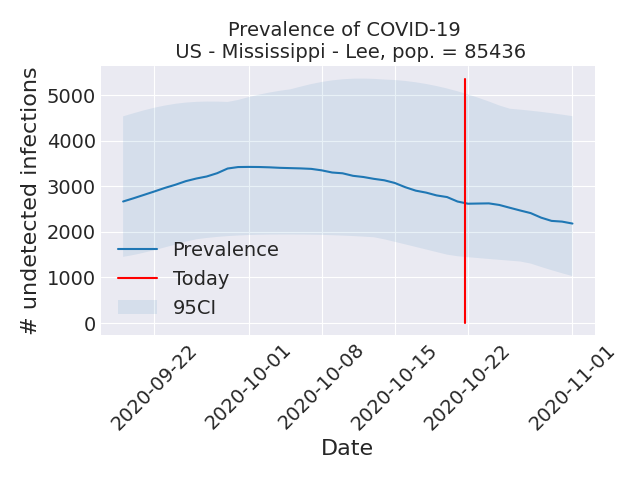 Prevalence of COVID-19
US - Mississippi - Lee, pop. = 85436
# undetected infections
5000
4000
3000
2000
1000
0
Prevalence
Today
95CI
2020-09-22
2020-10-01
2020-10-08
2020-10-15
2020-10-22
2020-11-01
Date